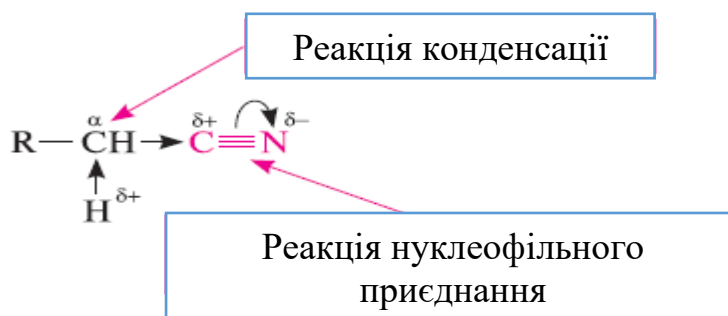 Реакція конденсації
α δ+ δ−
R—CH→C≡N
H δ+
Реакція нуклеофільного
приєднання